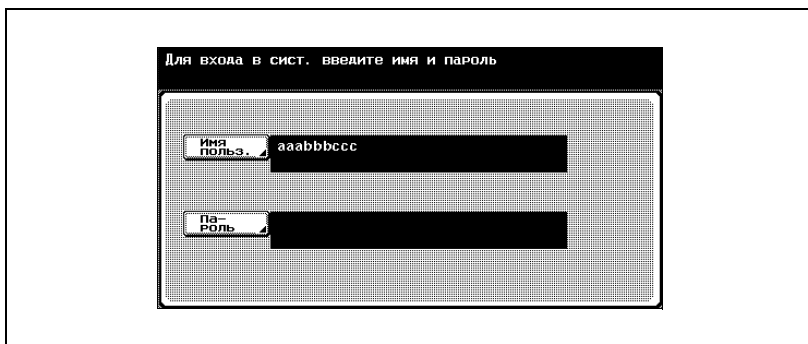 Для входа в сист. введите имя и пароль
Имя
польз.
aaabbbccc
Па-
роль